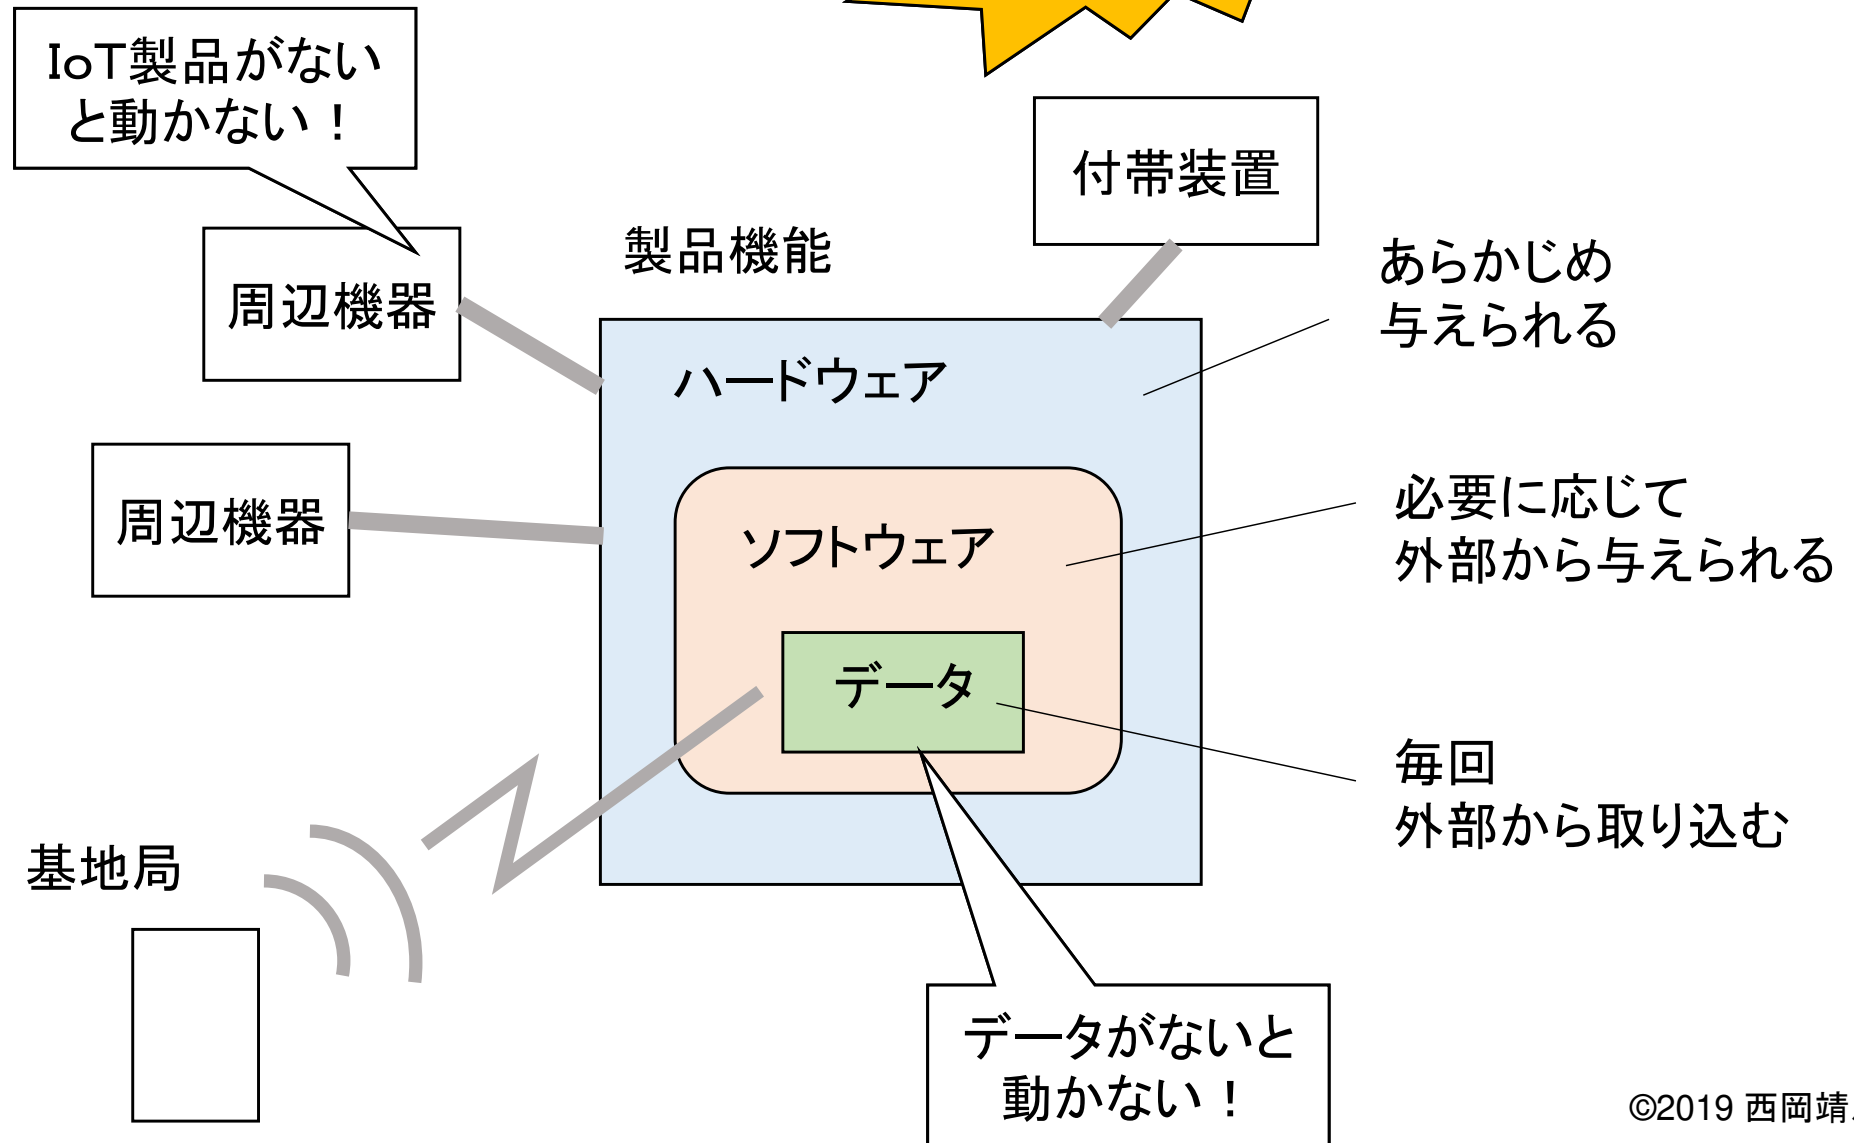 IoT製品がない
と動かない！
付帯装置
製品機能
あらかじめ
与えられる
周辺機器
ハードウェア
周辺機器
ソフトウェア
必要に応じて
外部から与えられる
データ
毎回
外部から取り込む
基地局
データがないと
動かない！
©2019 西岡靖